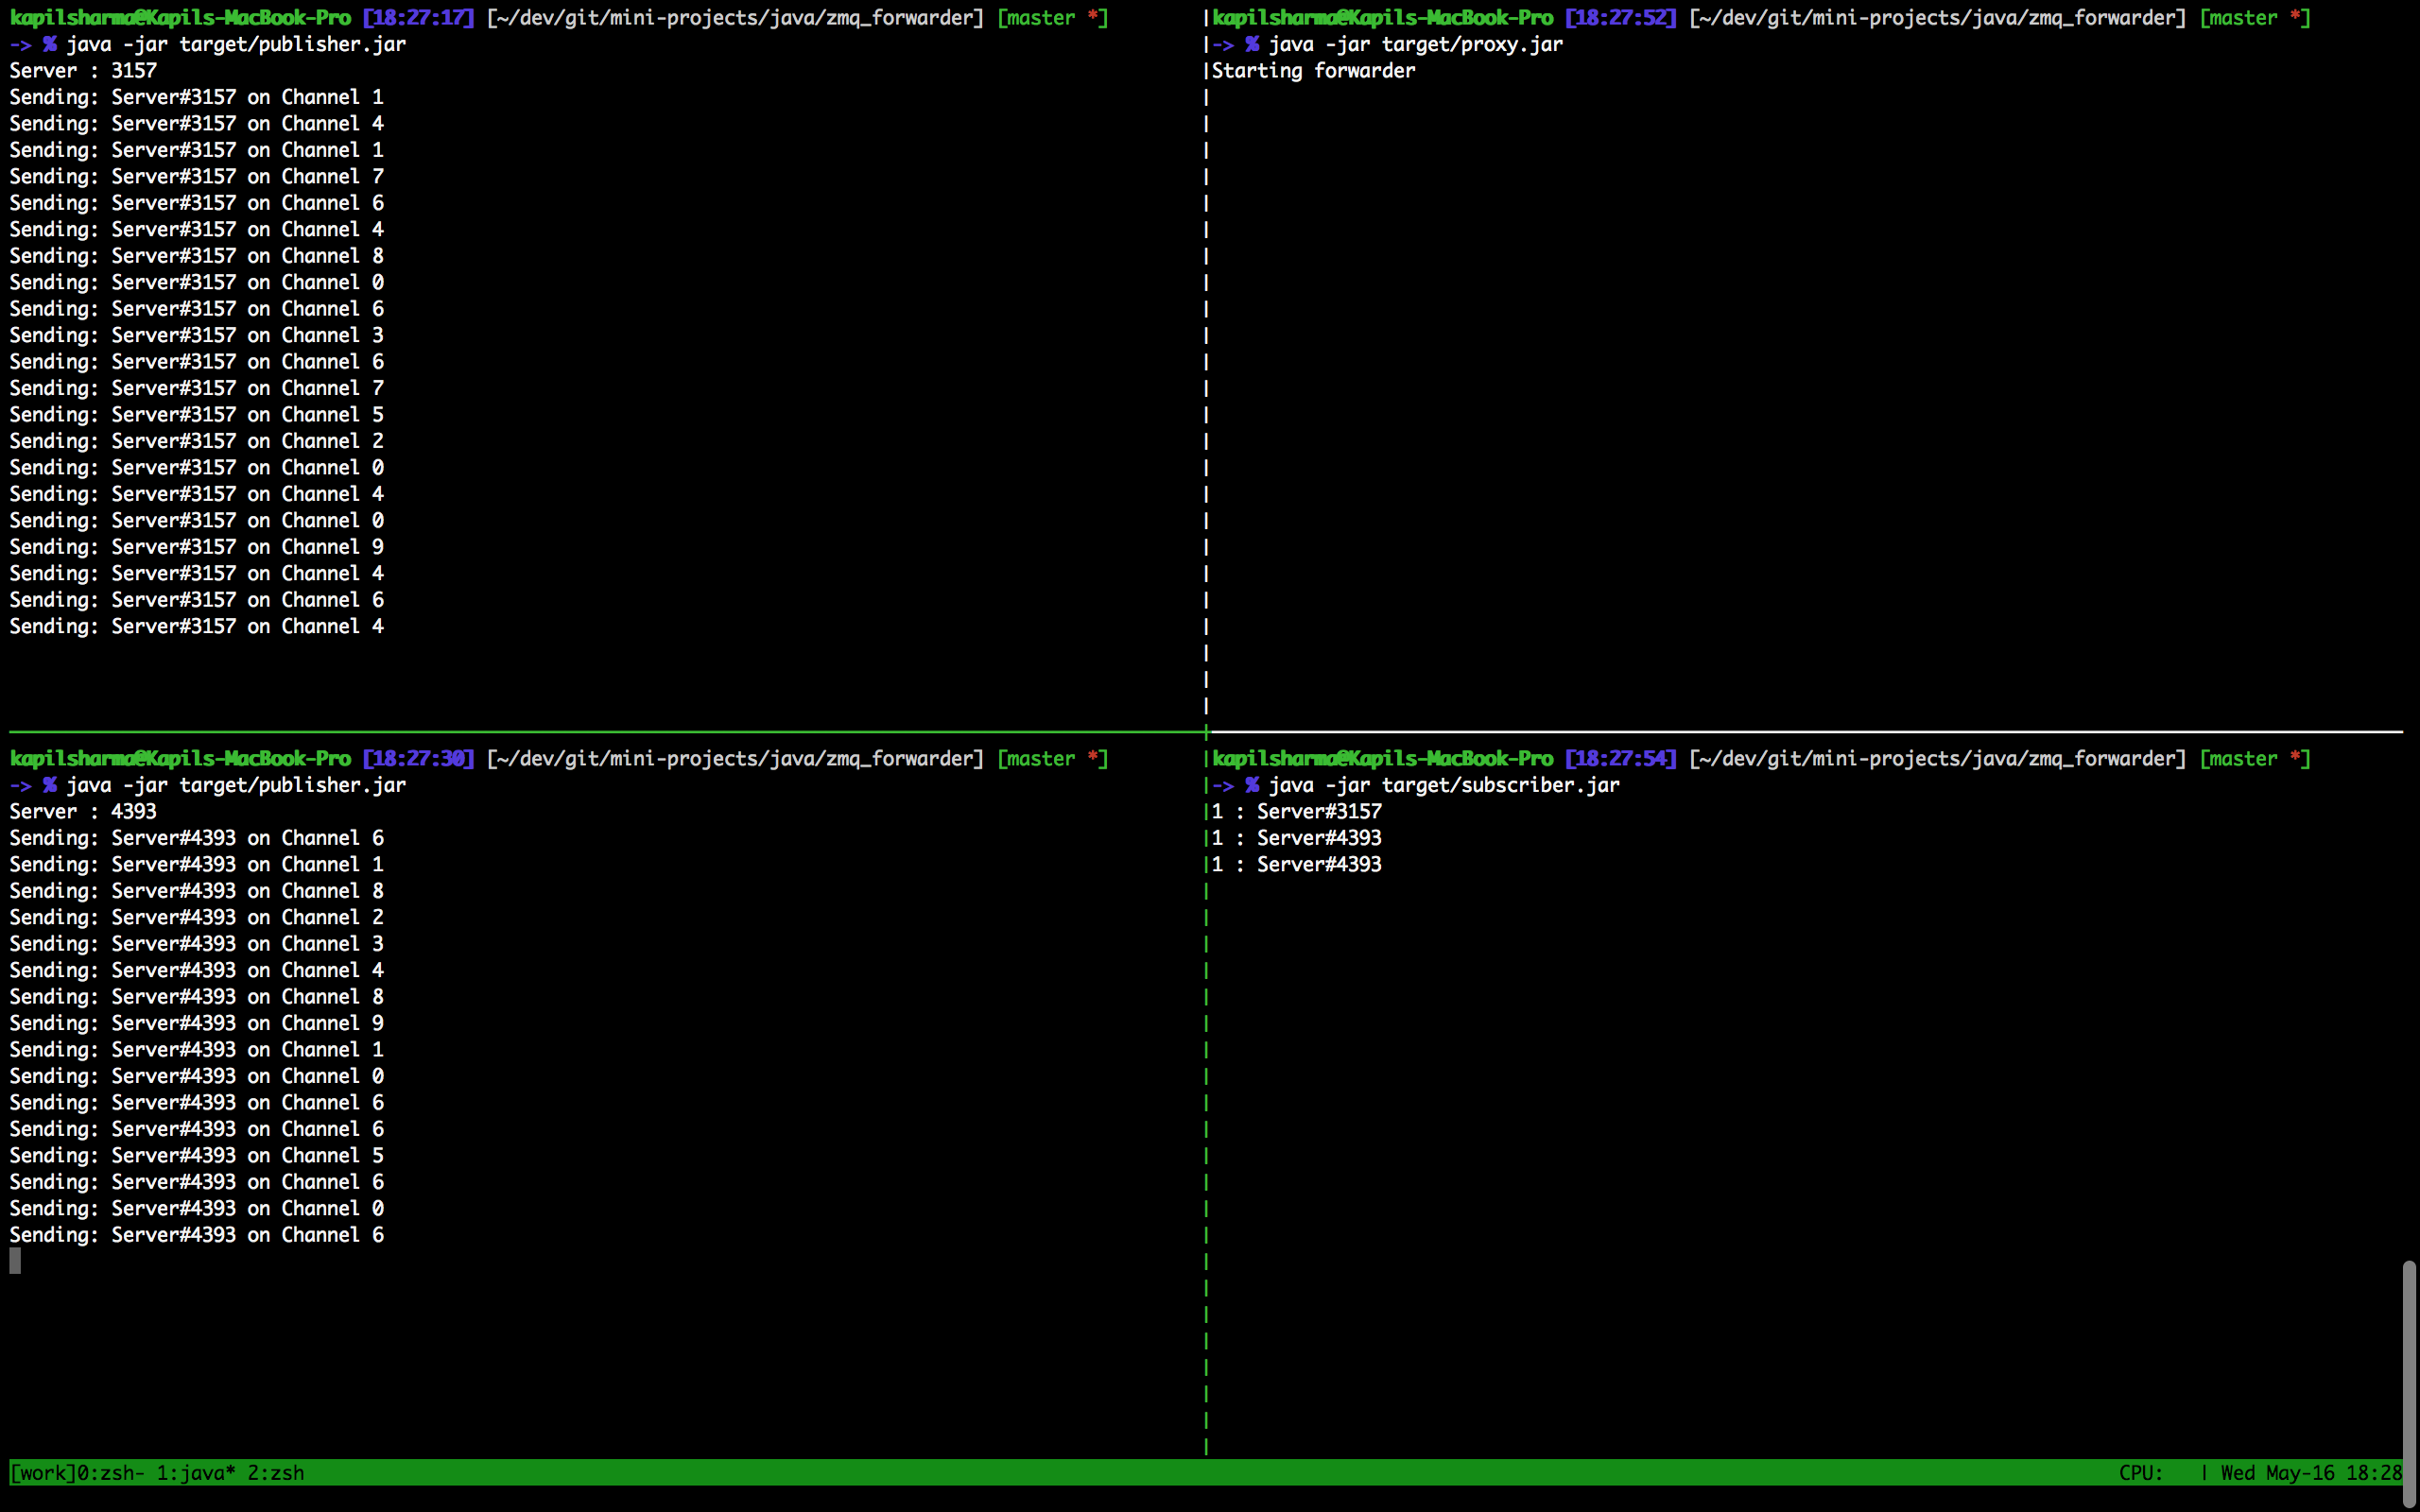 kapilsharma@Kapils-MacBook-Pro [18:27:17] [~/dev/git/mini-projects/java/zmq_forwarder] [master *]
-> % java -jar target/publisher.jar
Server : 3157
Sending: Server#3157 on Channel 1
Sending: Server#3157 on Channel 4
Sending: Server#3157 on Channel 1
Sending: Server#3157 on Channel 7
Sending: Server#3157 on Channel 6
Sending: Server#3157 on Channel 4
Sending: Server#3157 on Channel 8
Sending: Server#3157 on Channel 0
Sending: Server#3157 on Channel 6
Sending: Server#3157 on Channel 3
Sending: Server#3157 on Channel 6
Sending: Server#3157 on Channel 7
Sending: Server#3157 on Channel 5
Sending: Server#3157 on Channel 2
Sending: Server#3157 on Channel 0
Sending: Server#3157 on Channel 4
Sending: Server#3157 on Channel 0
Sending: Server#3157 on Channel 9
Sending: Server#3157 on Channel 4
Sending: Server#3157 on Channel 6
Sending: Server#3157 on Channel 4
kapilsharma@Kapils-MacBook-Pro [18:27:52] [~/dev/git/mini-projects/java/zmq_forwarder] [master *]
-> % java -jar target/proxy.jar
Starting forwarder
kapilsharma@Kapils-MacBook-Pro [18:27:30] [~/dev/git/mini-projects/java/zmq_forwarder] [master *]
-> % java -jar target/publisher.jar
Server : 4393
Sending: Server#4393 on Channel 6
Sending: Server#4393 on Channel 1
Sending: Server#4393 on Channel 8
Sending: Server#4393 on Channel 2
Sending: Server#4393 on Channel 3
Sending: Server#4393 on Channel 4
Sending: Server#4393 on Channel 8
Sending: Server#4393 on Channel 9
Sending: Server#4393 on Channel 1
Sending: Server#4393 on Channel 0
Sending: Server#4393 on Channel 6
Sending: Server#4393 on Channel 6
Sending: Server#4393 on Channel 5
Sending: Server#4393 on Channel 6
Sending: Server#4393 on Channel 0
Sending: Server#4393 on Channel 6
kapilsharma@Kapils-MacBook-Pro [18:27:54] [~/dev/git/mini-projects/java/zmq_forwarder] [master *]
-> % java -jar target/subscriber.jar
1 : Server#3157
1 : Server#4393
1 : Server#4393
[work]0:zsh- 1:java* 2:zsh
CPU: | Wed May-16 18:28